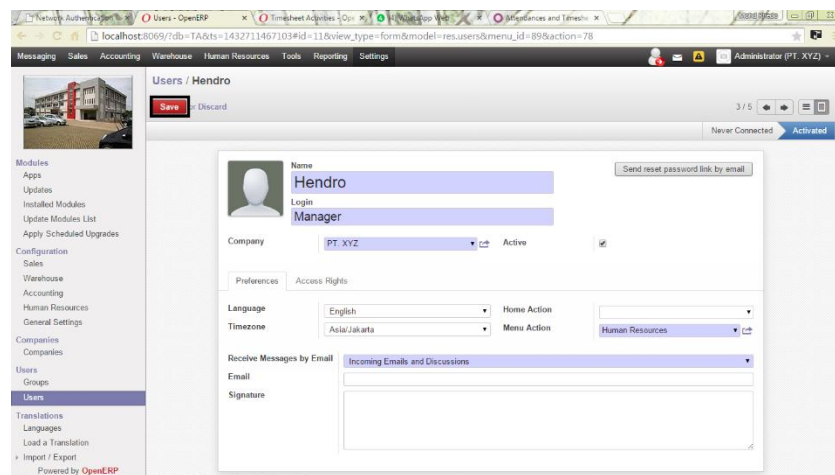 Users - OpenERP
Timesheet Activities - Ope
WhatsApp Web
Attendances and Timeshe
localhost:8069/?db=TA&ts=1432711467103#id=11&view_type=form&model=res.users&menu_id=89&action=78
Messaging Sales Accounting Warehouse Human Resources Tools Reporting Settings
Administrator (PT. XYZ)
Users / Hendro
Save or Discard
3 / 5
Never Connected Activated
Modules
Apps
Updates
Installed Modules
Update Modules List
Apply Scheduled Upgrades
Configuration
Sales
Warehouse
Accounting
Human Resources
General Settings
Companies
Companies
Users
Groups
Users
Translations
Languages
Load a Translation
Import / Export
Powered by OpenERP
Name
Hendro
Send reset password link by email
Login
Manager
Company PT. XYZ Active
Preferences Access Rights
Language English Home Action
Timezone Asia/Jakarta Menu Action Human Resources
Receive Messages by Email Incoming Emails and Discussions
Email
Signature